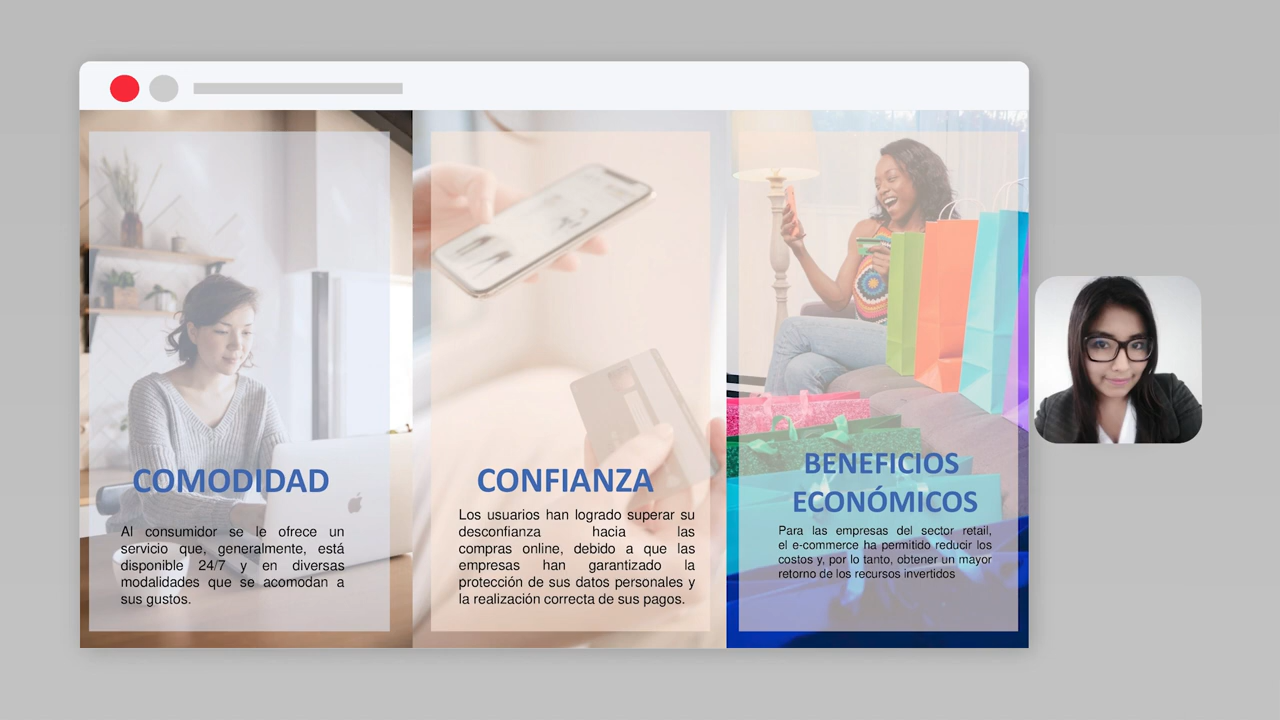 COMODIDAD
Al consumidor se le ofrece un
servicio que, generalmente, está
disponible 24/7 y en diversas
modalidades que se acomodan a
sus gustos.
CONFIANZA
Los usuarios han logrado superar su
desconfianza hacia las
compras online, debido a que las
empresas han garantizado la
protección de sus datos personales y
la realización correcta de sus pagos.
BENEFICIOS
ECONÓMICOS
Para las empresas del sector retail,
el e-commerce ha permitido reducir los
costos y, por lo tanto, obtener un mayor
retorno de los recursos invertidos